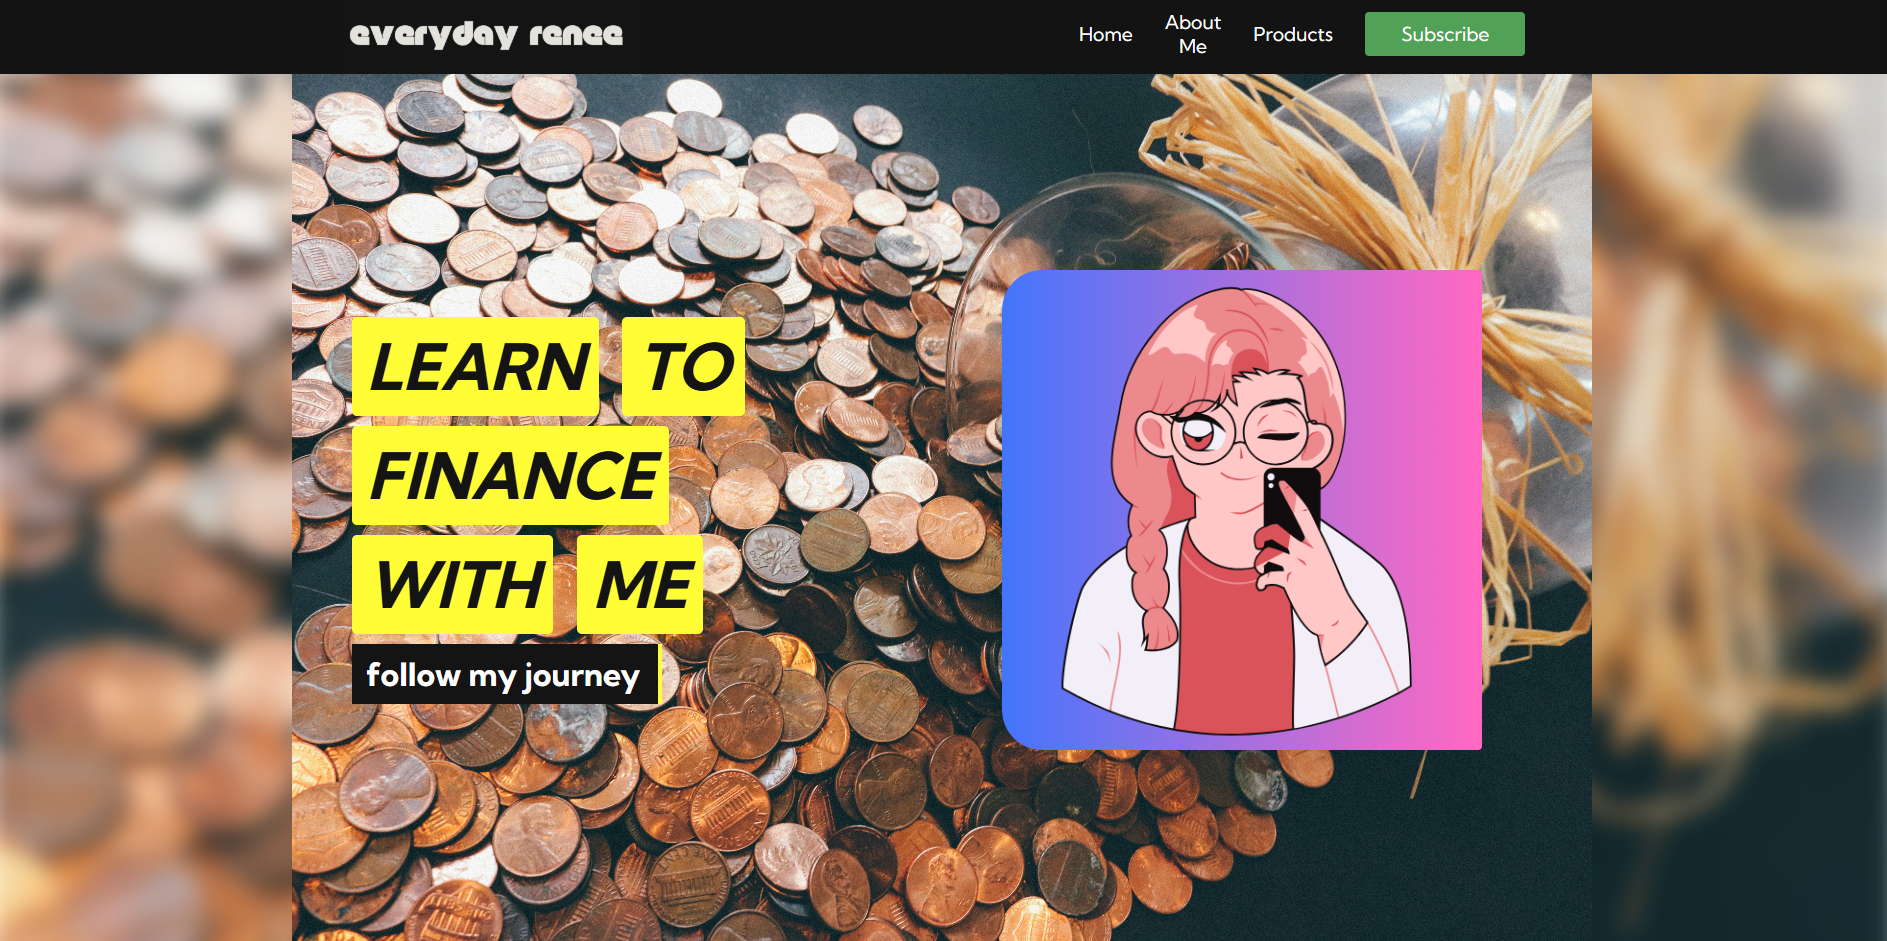 everyday renee
Home
About
Me
Products
Subscribe
LEARN TO
FINANCE
WITH ME
follow my journey